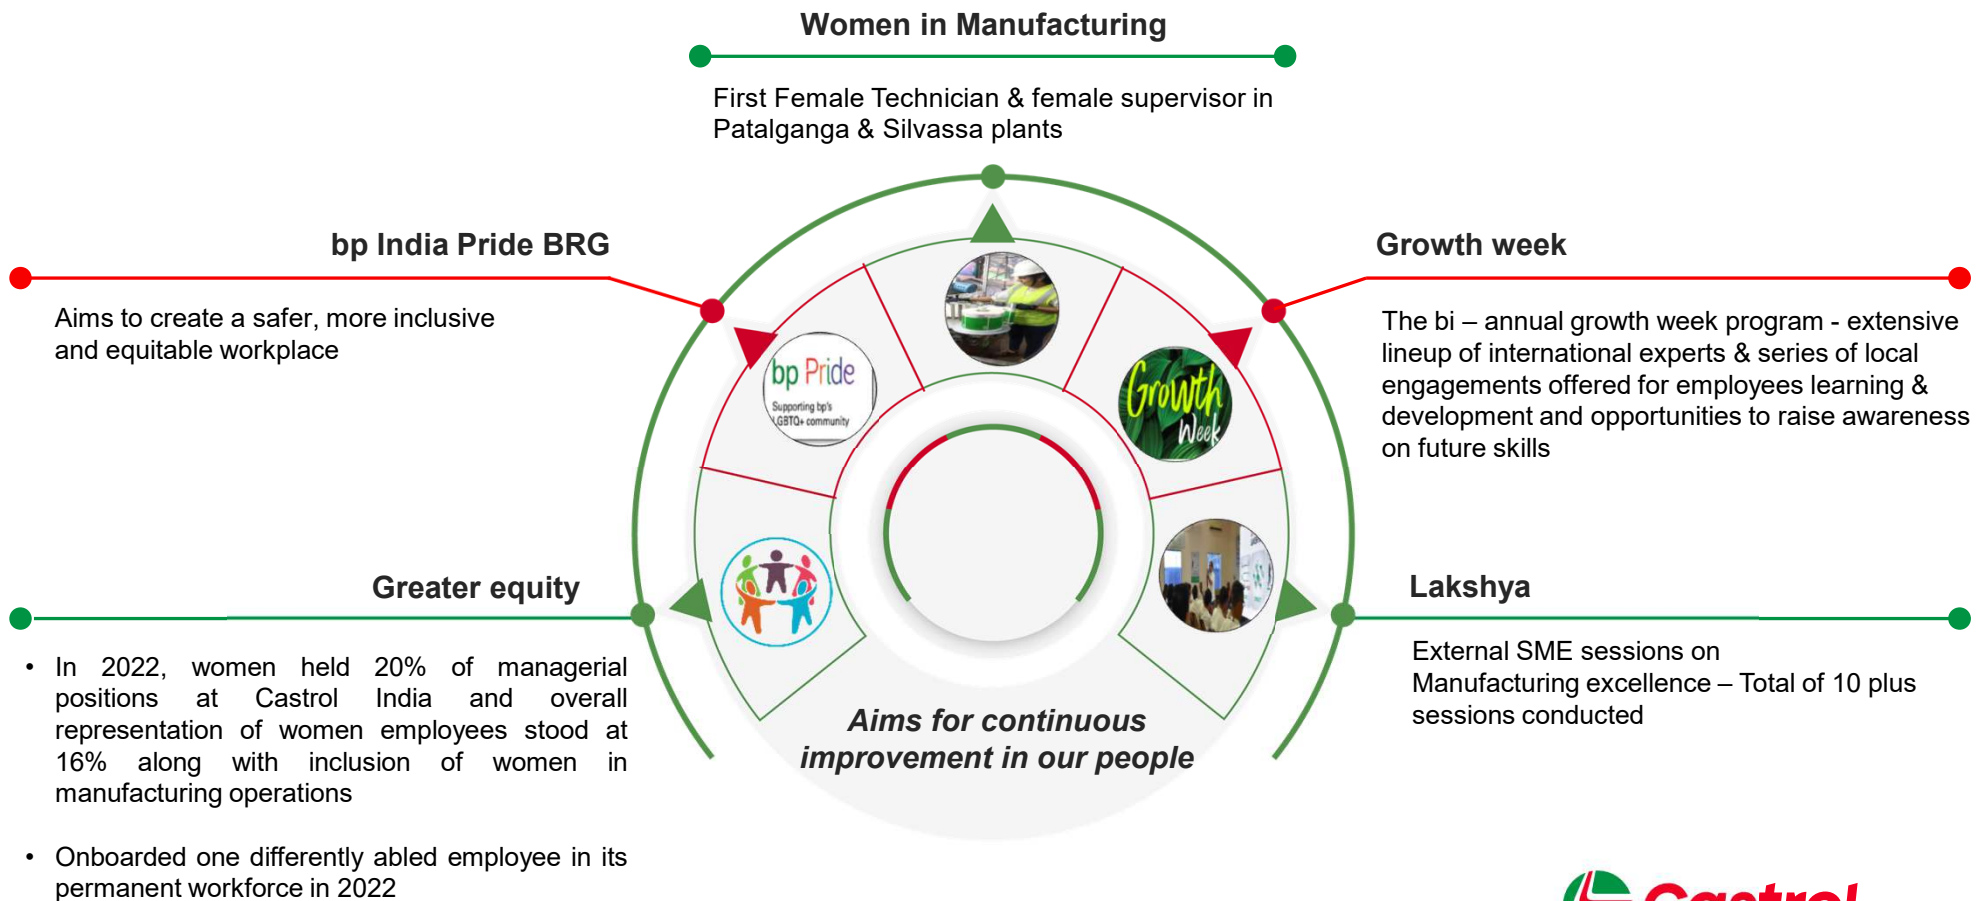 Women in Manufacturing
First Female Technician & female supervisor in
Patalganga & Silvassa plants
bp India Pride BRG
Aims to create a safer, more inclusive
and equitable workplace
Growth week
The bi – annual growth week program - extensive
lineup of international experts & series of local
engagements offered for employees learning &
development and opportunities to raise awareness
on future skills
bp Pride
Supporting bp's
LGBTQ+ community
Growth
Week
Greater equity
• In 2022, women held 20% of managerial
positions at Castrol India and overall
representation of women employees stood at
16% along with inclusion of women in
manufacturing operations
• Onboarded one differently abled employee in its
permanent workforce in 2022
Lakshya
External SME sessions on
Manufacturing excellence – Total of 10 plus
sessions conducted
Aims for continuous
improvement in our people
Castrol